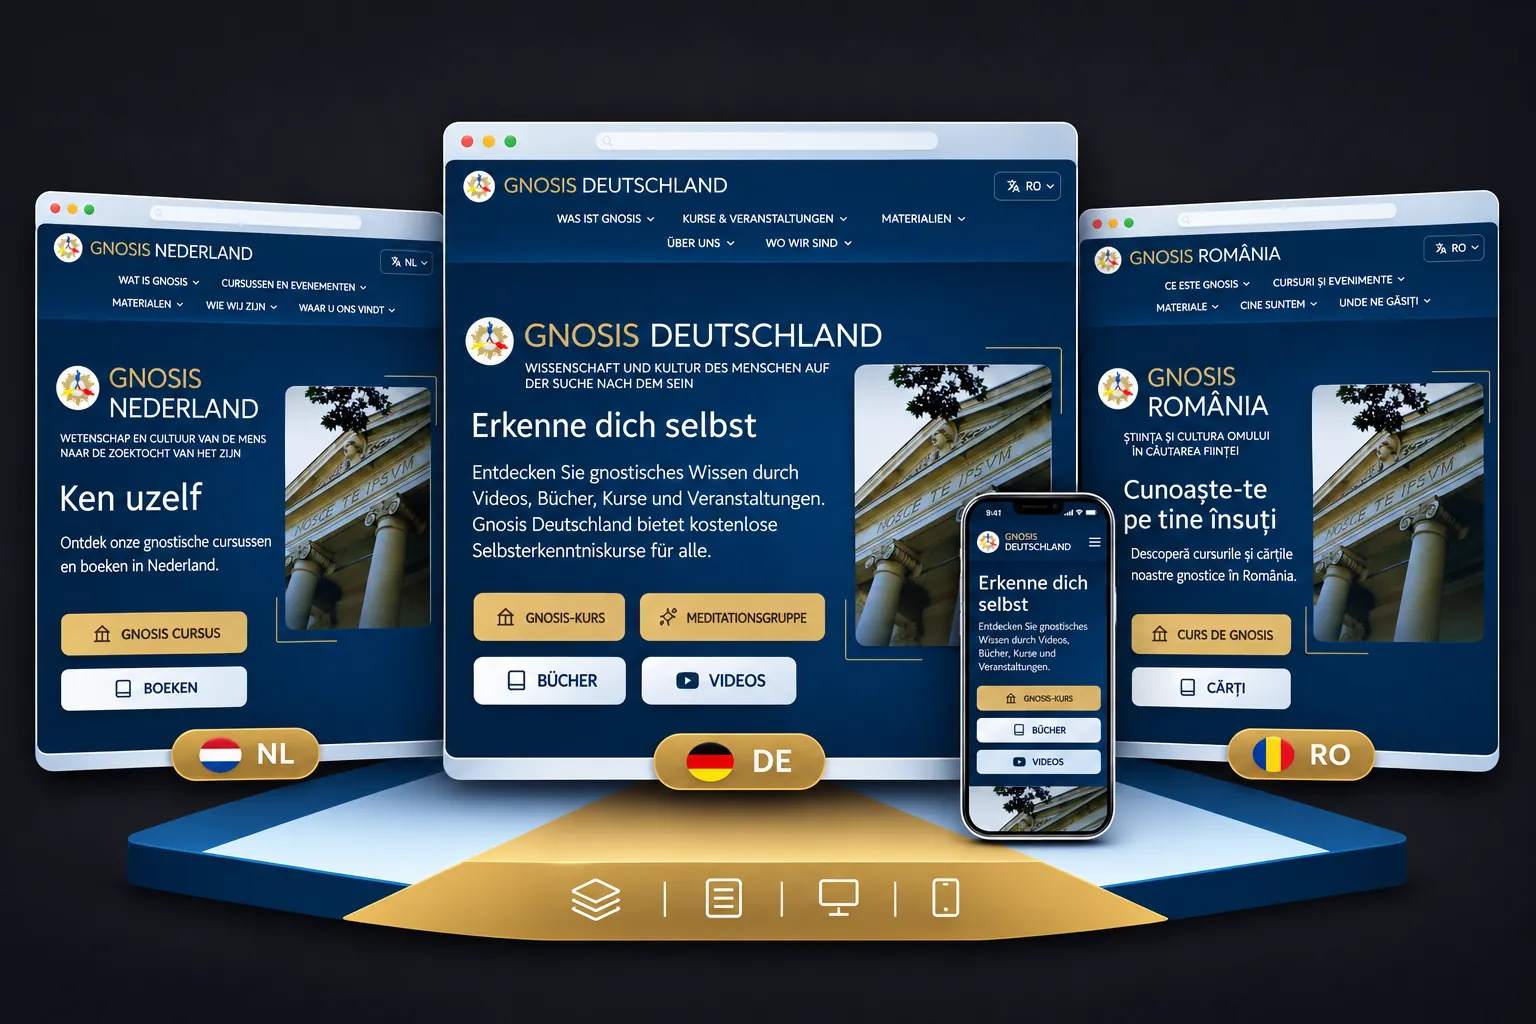 GNOSIS NEDERLAND
NL
WAT IS GNOSIS
CURSUSSEN EN EVENEMENTEN
MATERIALEN
WIE WIJ ZIJN
WAAR U ONS VINDT
GNOSIS
NEDERLAND
WETENSCHAP EN CULTUUR VAN DE MENS
NAAR DE ZOEKTOCHT VAN HET ZIJN
Ken uzelf
Ontdek onze gnostische cursussen
en boeken in Nederland.
NOSCE TE IPSVM
GNOSIS CURSUS
BOEKEN
NL
GNOSIS DEUTSCHLAND
RO
WAS IST GNOSIS
KURSE & VERANSTALTUNGEN
MATERIALIEN
ÜBER UNS
WO WIR SIND
GNOSIS DEUTSCHLAND
WISSENSCHAFT UND KULTUR DES MENSCHEN AUF
DER SUCHE NACH DEM SEIN
Erkenne dich selbst
Entdecken Sie gnostisches Wissen durch
Videos, Bücher, Kurse und Veranstaltungen.
Gnosis Deutschland bietet kostenlose
Selbsterkenntniskurse für alle.
NOSCE TE IPSVM
GNOSIS-KURS
MEDITATIONSGRUPPE
BÜCHER
VIDEOS
DE
9:41
GNOSIS
DEUTSCHLAND
Erkenne dich
selbst
Entdecken Sie gnostisches
Wissen durch Videos,
Bücher, Kurse und
Veranstaltungen.
GNOSIS-KURS
BÜCHER
VIDEOS
GNOSIS ROMÂNIA
RO
CE ESTE GNOSIS
CURSURI ȘI EVENIMENTE
MATERIALE
CINE SUNTEM
UNDE NE GĂSIȚI
GNOSIS
ROMÂNIA
ȘTIINȚA ȘI CULTURA OMULUI
ÎN CĂUTAREA FIINȚEI
Cunoaște-te
pe tine însuți
Descoperă cursurile și cărțile
noastre gnostice în România.
NOSCE TE IPSVM
CURS DE GNOSIS
CĂRȚI
RO